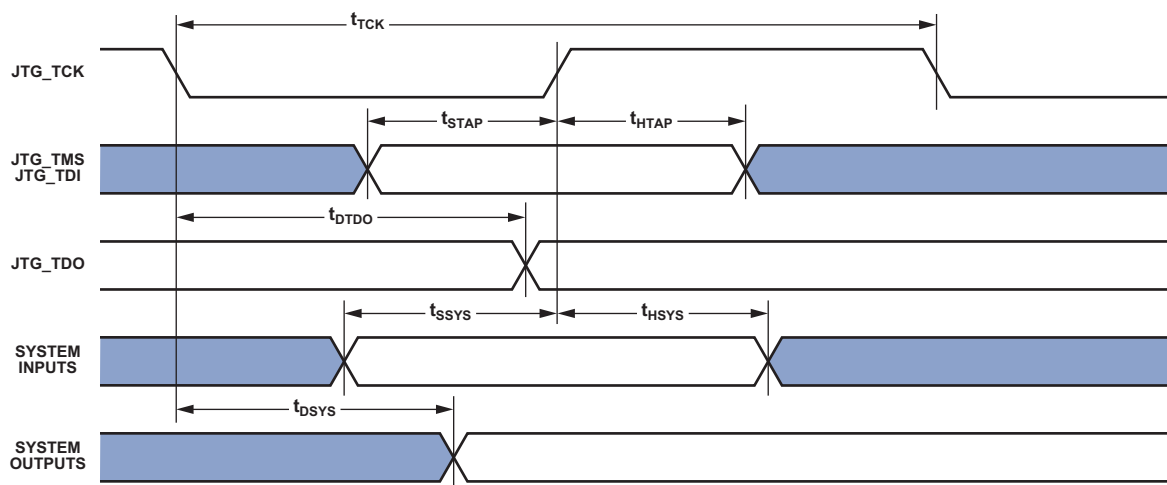 tTCK
JTG_TCK
tSTAP
tHTAP
JTG_TMS
JTG_TDI
tDTDO
JTG_TDO
tSSYS
tHSYS
SYSTEM
INPUTS
tDSYS
SYSTEM
OUTPUTS